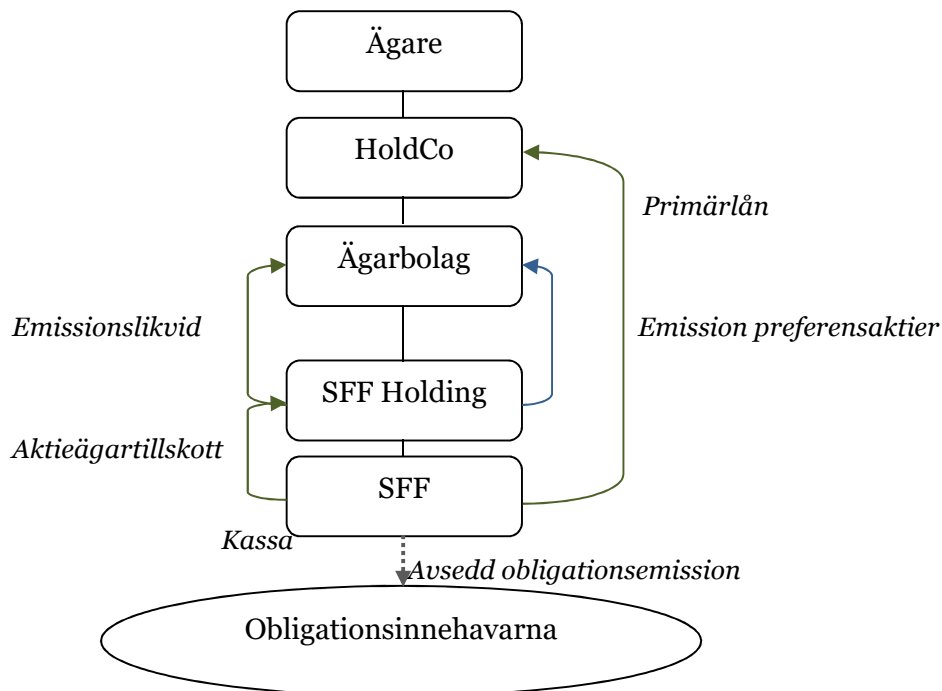 Ägare
HoldCo
Primärlån
Ägarbolag
Emissionslikvid
Emission preferensaktier
SFF Holding
Aktieägartillskott
SFF
Kassa
Avsedd obligationsemission
Obligationsinnehavarna